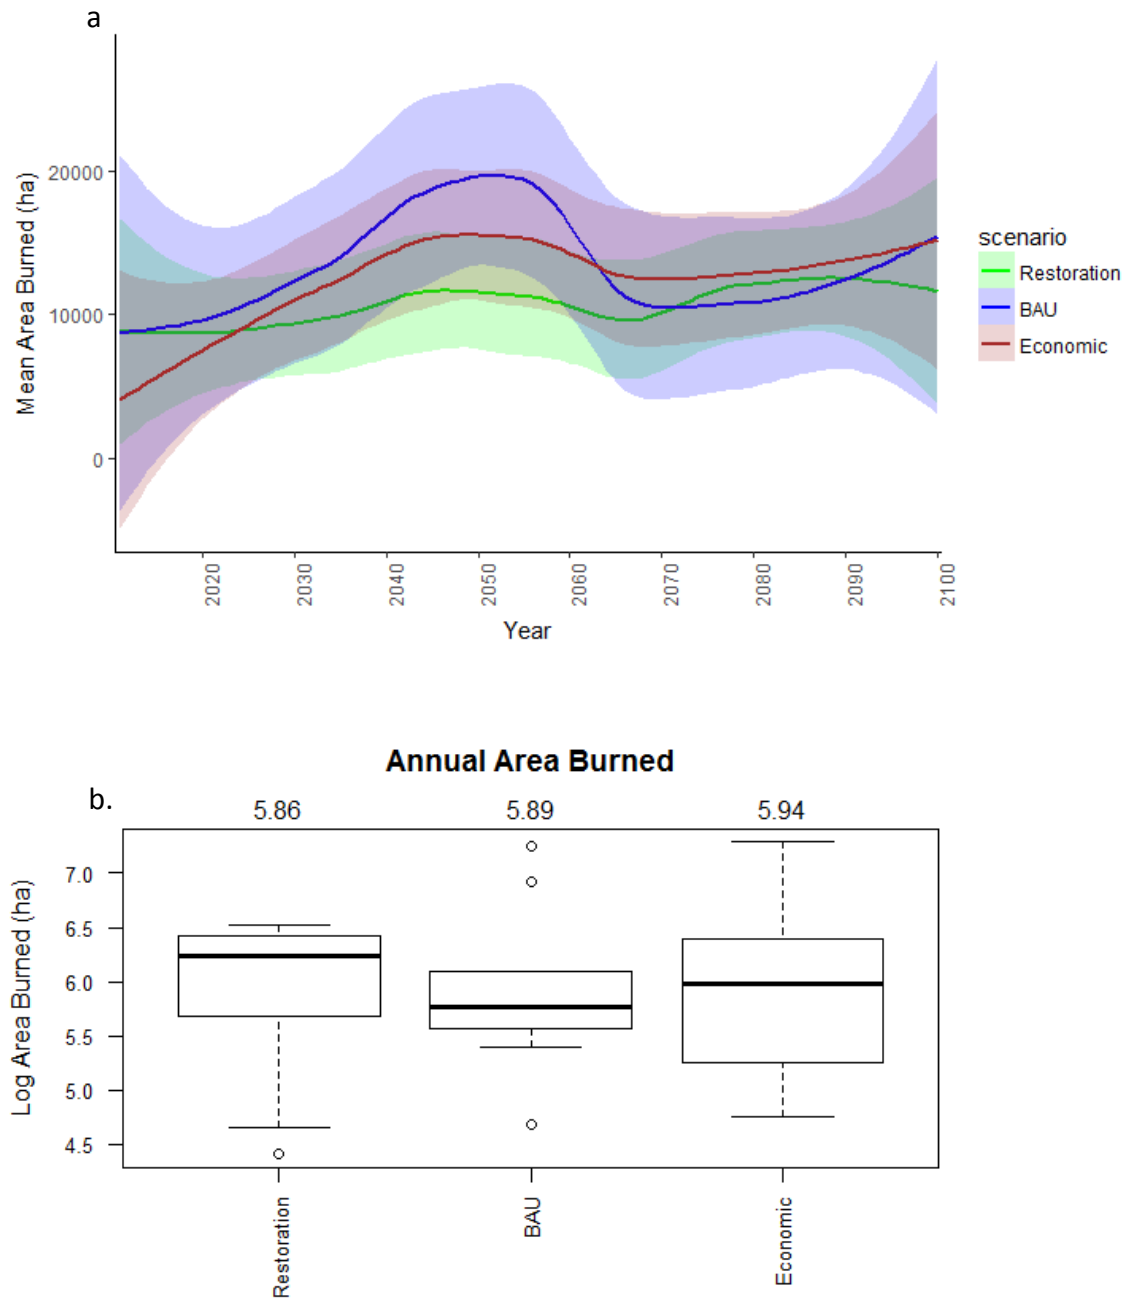 a
20000
10000
0
Mean Area Burned (ha)
2020
2030
2040
2050
2060
2070
2080
2090
2100
Year
scenario
Restoration
BAU
Economic
Annual Area Burned
b.
5.86 5.89 5.94
7.0
6.5
6.0
5.5
5.0
4.5
Log Area Burned (ha)
Restoration
BAU
Economic